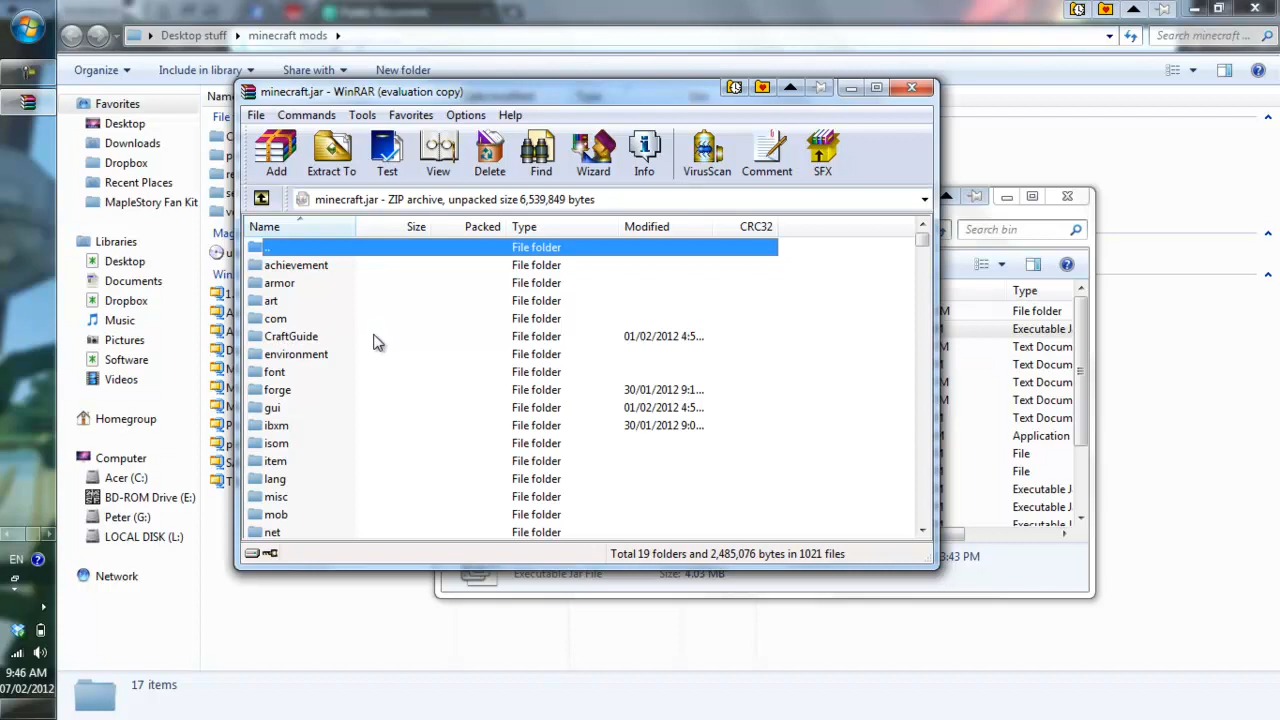 Desktop stuff minecraft mods
Search minecraft ...
Organize Include in library Share with New folder
minecraft.jar - WinRAR (evaluation copy)
File Commands Tools Favorites Options Help
Add Extract To Test View Delete Find Wizard Info VirusScan Comment SFX
minecraft.jar - ZIP archive, unpacked size 6,539,849 bytes
Name Size Packed Type Modified CRC32
.. File folder
achievement File folder
armor File folder
art File folder
com File folder
CraftGuide File folder 01/02/2012 4:5...
environment File folder
font File folder
forge File folder 30/01/2012 9:1...
gui File folder 01/02/2012 4:5...
ibxm File folder 30/01/2012 9:0...
isom File folder
item File folder
lang File folder
misc File folder
mob File folder
net File folder
Total 19 folders and 2,485,076 bytes in 1021 files
Favorites
Desktop
Downloads
Dropbox
Recent Places
MapleStory Fan Kit
Libraries
Desktop
Documents
Dropbox
Music
Pictures
Software
Videos
Homegroup
Computer
Acer (C:)
BD-ROM Drive (E:)
Peter (G:)
LOCAL DISK (L:)
Network
Search bin
Type
File folder
Executable J
Text Docum
Text Docum
Text Docum
Text Docum
Text Docum
Application
File
File
Executable J
Executable J
Executable J
3:43 PM
Executable Jar File Size: 4.03 MB
17 items
EN
9:46 AM
07/02/2012